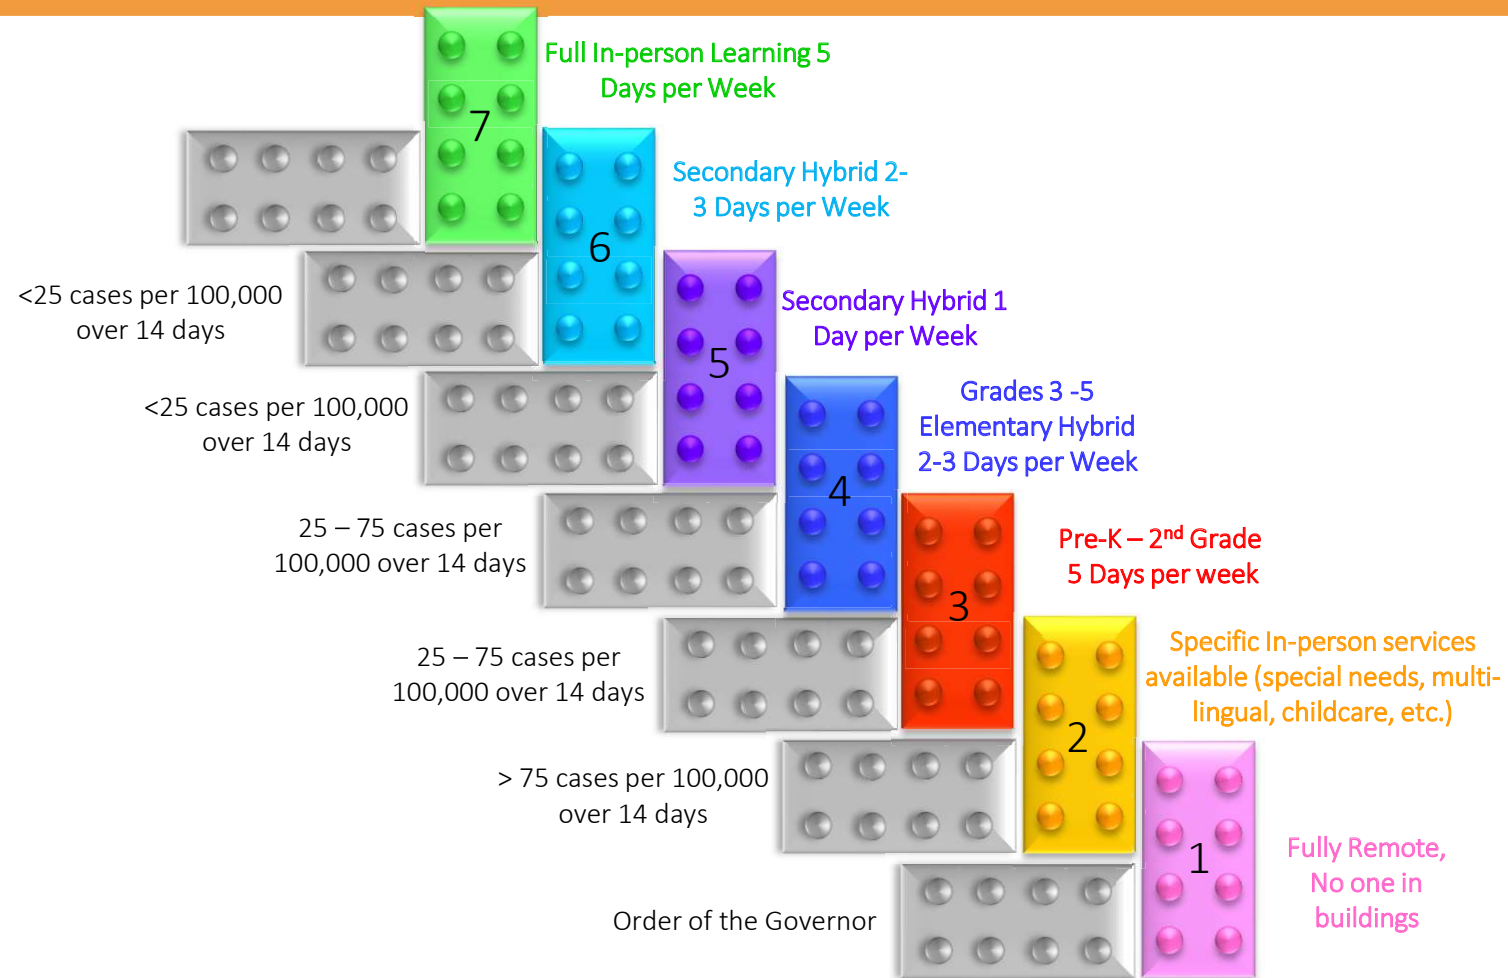 Full In-person Learning 5
Days per Week
7
Secondary Hybrid 2-
3 Days per Week
6
<25 cases per 100,000
over 14 days
Secondary Hybrid 1
Day per Week
5
<25 cases per 100,000
over 14 days
Grades 3 -5
Elementary Hybrid
2-3 Days per Week
4
25 – 75 cases per
100,000 over 14 days
Pre-K – 2nd Grade
5 Days per week
3
25 – 75 cases per
100,000 over 14 days
Specific In-person services
available (special needs, multi-
lingual, childcare, etc.)
2
> 75 cases per 100,000
over 14 days
1
Fully Remote,
No one in
buildings
Order of the Governor